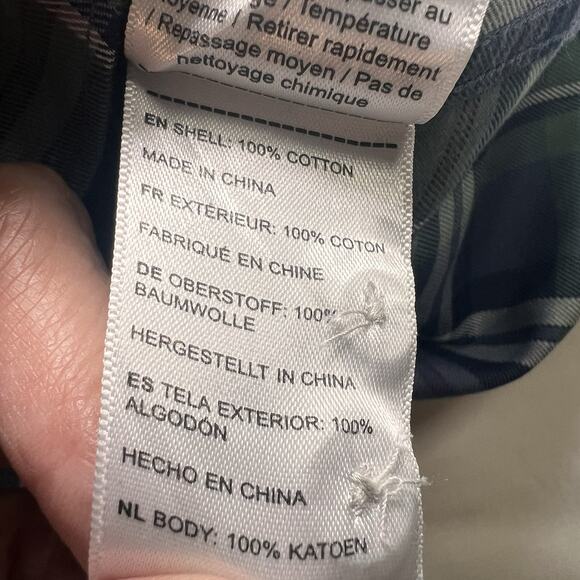 au
/ Température
/ Retirer rapidement
/ Repassage moyen / Pas de
nettoyage chimique
EN SHELL: 100% COTTON
MADE IN CHINA
FR EXTÉRIEUR: 100% COTON
FABRIQUÉ EN CHINE
DE OBERSTOFF: 100%
BAUMWOLLE
HERGESTELLT IN CHINA
ES TELA EXTERIOR: 100%
ALGODÓN
HECHO EN CHINA
NL BODY: 100% KATOEN